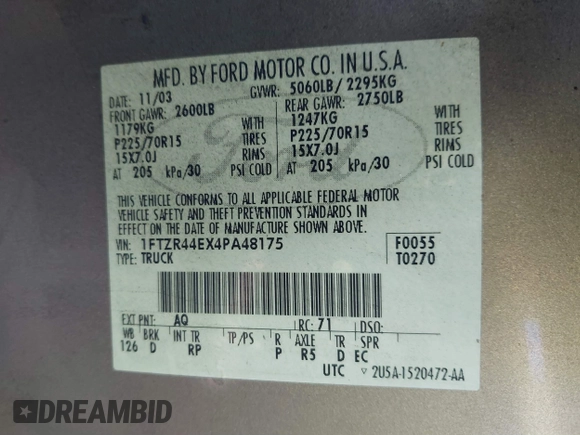 MFD. BY FORD MOTOR CO. IN U.S.A.
DATE: 11/03 GVWR: 5060LB/ 2295KG
FRONT GAWR: 2600LB REAR GAWR: 2750LB
1179KG WITH 1247KG WITH
P225/70R15 TIRES P225/70R15 TIRES
15X7.0J RIMS 15X7.0J RIMS
AT 205 kPa/30 PSI COLD AT 205 kPa/30 PSI COLD
Ford
THIS VEHICLE CONFORMS TO ALL APPLICABLE FEDERAL MOTOR
VEHICLE SAFETY AND THEFT PREVENTION STANDARDS IN
EFFECT ON THE DATE OF MANUFACTURE SHOWN ABOVE.
VIN: 1FTZR44EX4PA48175 F0055
TYPE: TRUCK T0270
EXT PNT: AQ RC: 71 DSO:
WB BRK INT TR TP/PS R AXLE TR SPR
126 D RP P R5 D EC
UTC ▽ 2U5A-1520472-AA
DREAMBID